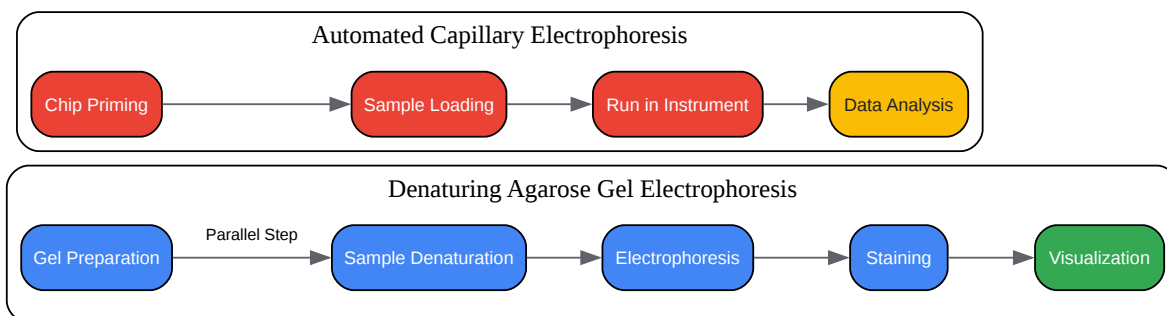 Automated Capillary Electrophoresis
Chip Priming
Sample Loading
Run in Instrument
Data Analysis
Denaturing Agarose Gel Electrophoresis
Gel Preparation
Parallel Step
Sample Denaturation
Electrophoresis
Staining
Visualization